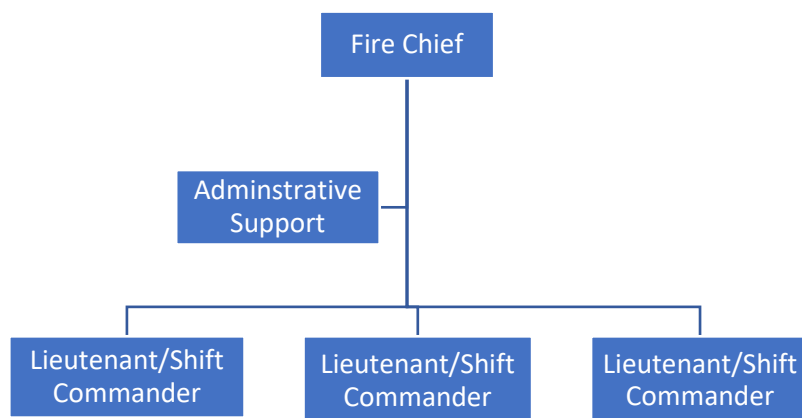 Fire Chief
Adminstrative
Support
Lieutenant/Shift
Commander
Lieutenant/Shift
Commander
Lieutenant/Shift
Commander